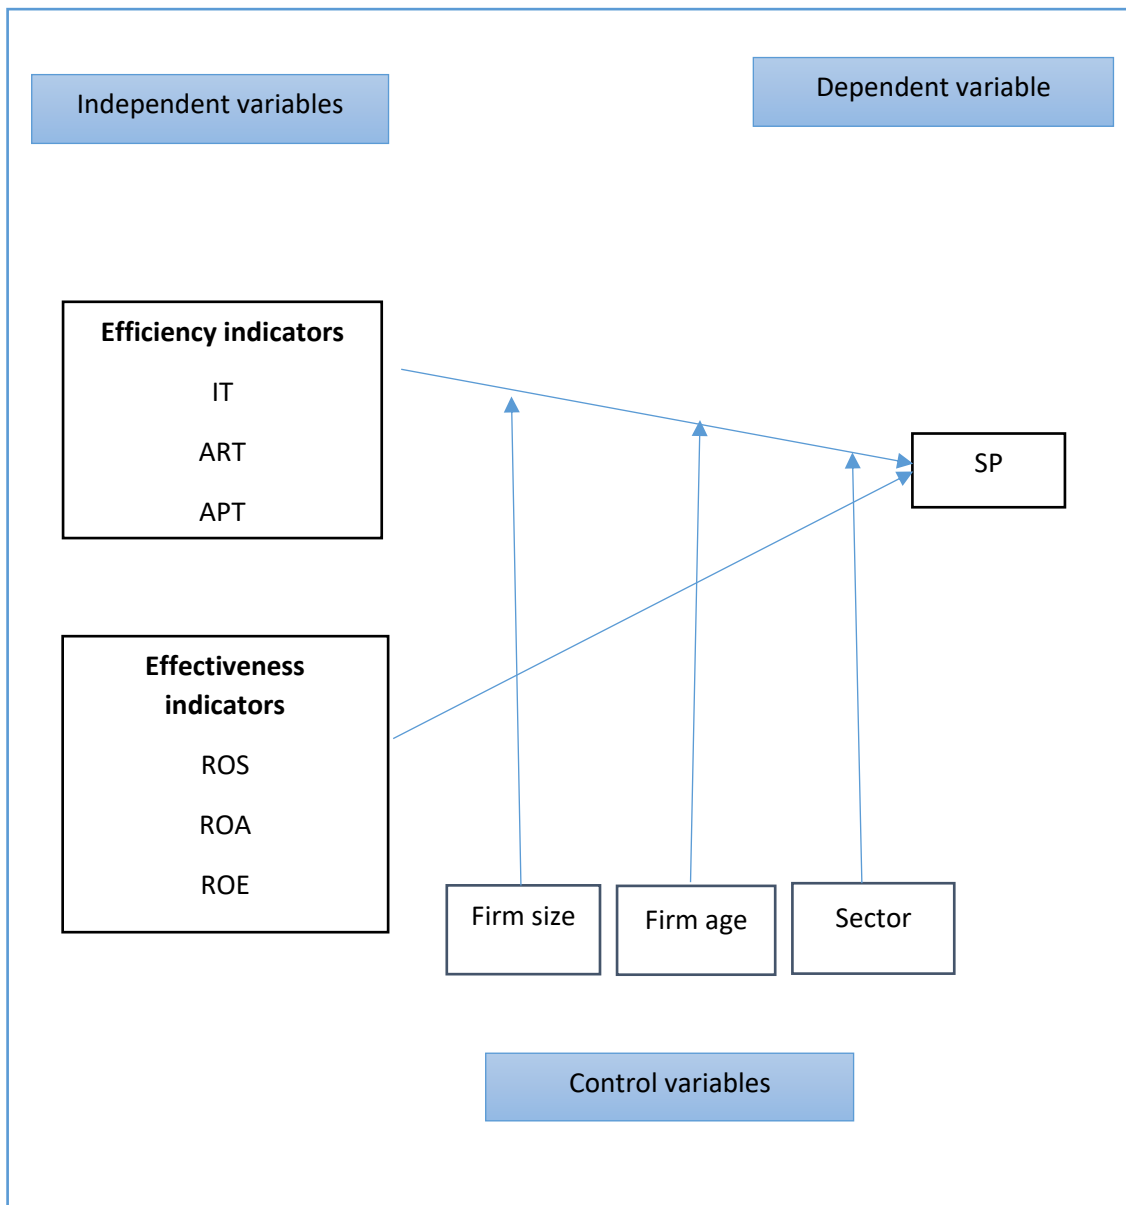 Independent variables
Dependent variable
Efficiency indicators
IT
ART
APT
SP
Effectiveness
indicators
ROS
ROA
ROE
Firm size
Firm age
Sector
Control variables